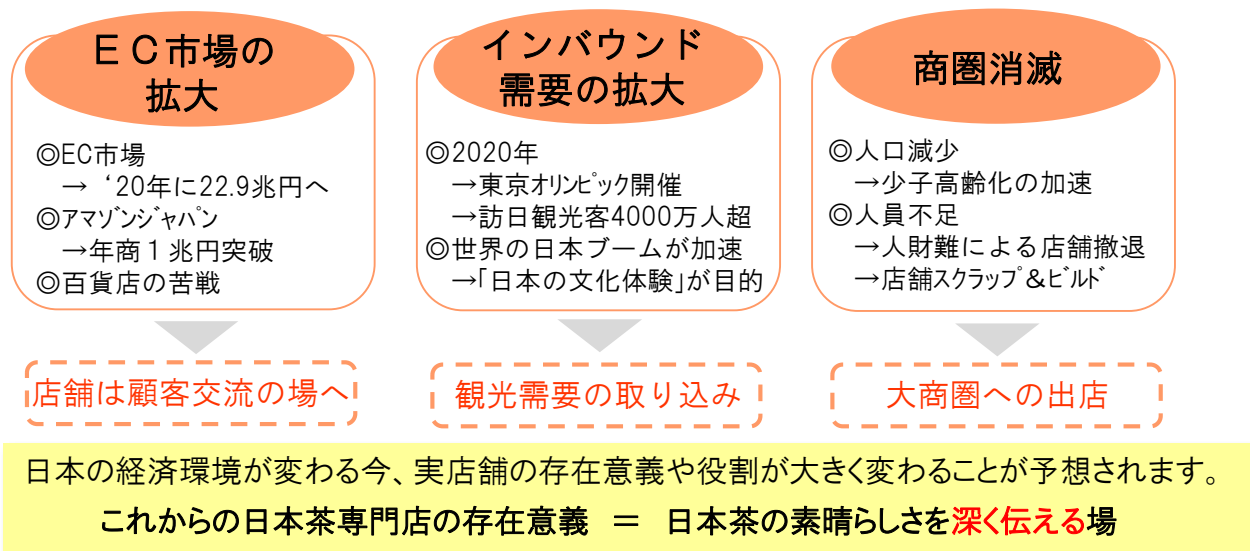 ＥＣ市場の
拡大
◎EC市場
→ ‘20年に22.9兆円へ
◎ｱﾏｿﾞﾝｼﾞｬﾊﾟﾝ
→年商１兆円突破
◎百貨店の苦戦
店舗は顧客交流の場へ
インバウンド
需要の拡大
◎2020年
→東京ｵﾘﾝﾋﾟｯｸ開催
→訪日観光客4000万人超
◎世界の日本ブームが加速
→｢日本の文化体験｣が目的
観光需要の取り込み
商圏消滅
◎人口減少
→少子高齢化の加速
◎人員不足
→人財難による店舗撤退
→店舗ｽｸﾗｯﾌﾟ＆ﾋﾞﾙﾄﾞ
大商圏への出店
日本の経済環境が変わる今、実店舗の存在意義や役割が大きく変わることが予想されます。
これからの日本茶専門店の存在意義 ＝ 日本茶の素晴らしさを深く伝える場